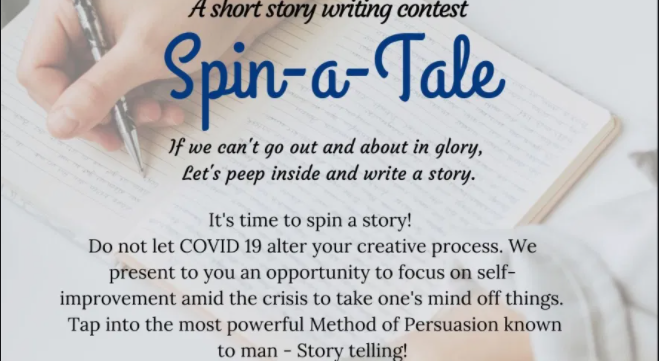 A short story writing contest
Spin-a-Tale
If we can't go out and about in glory,
Let's peep inside and write a story.
It's time to spin a story!
Do not let COVID 19 alter your creative process. We
present to you an opportunity to focus on self-
improvement amid the crisis to take one's mind off things.
Tap into the most powerful Method of Persuasion known
to man - Story telling!